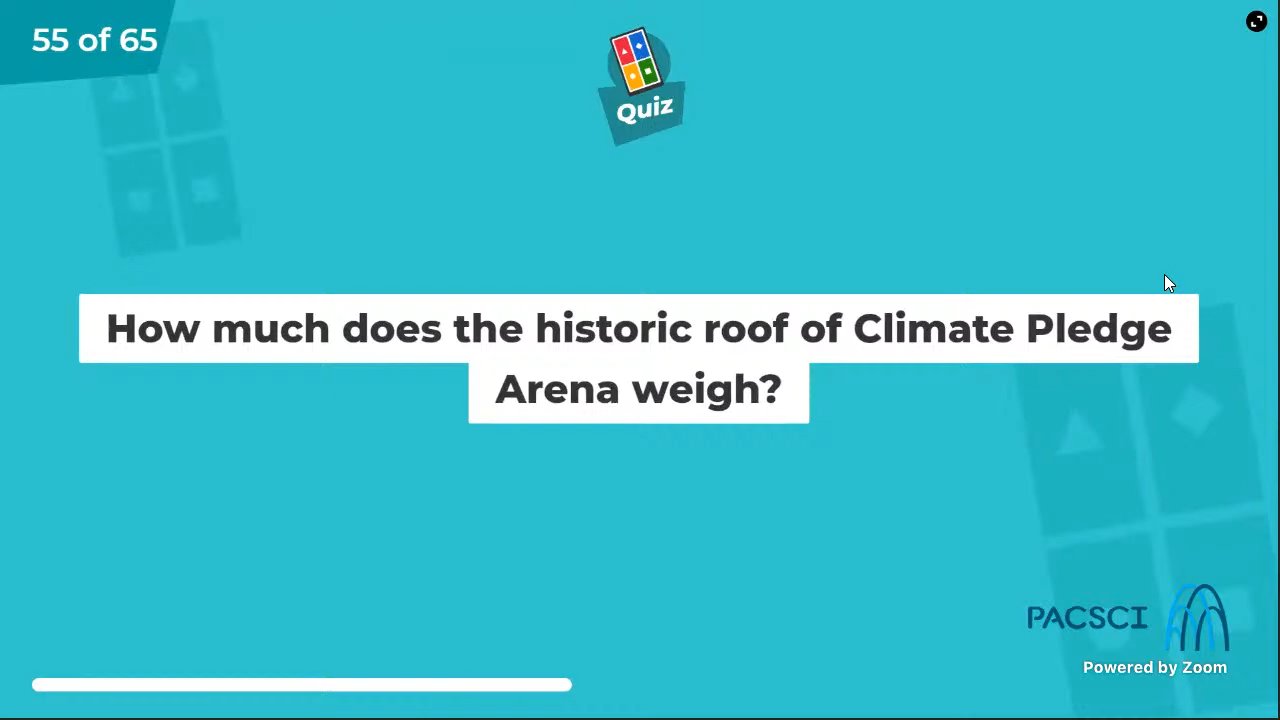 55 of 65
Quiz
How much does the historic roof of Climate Pledge
Arena weigh?
PACSCI
Powered by Zoom